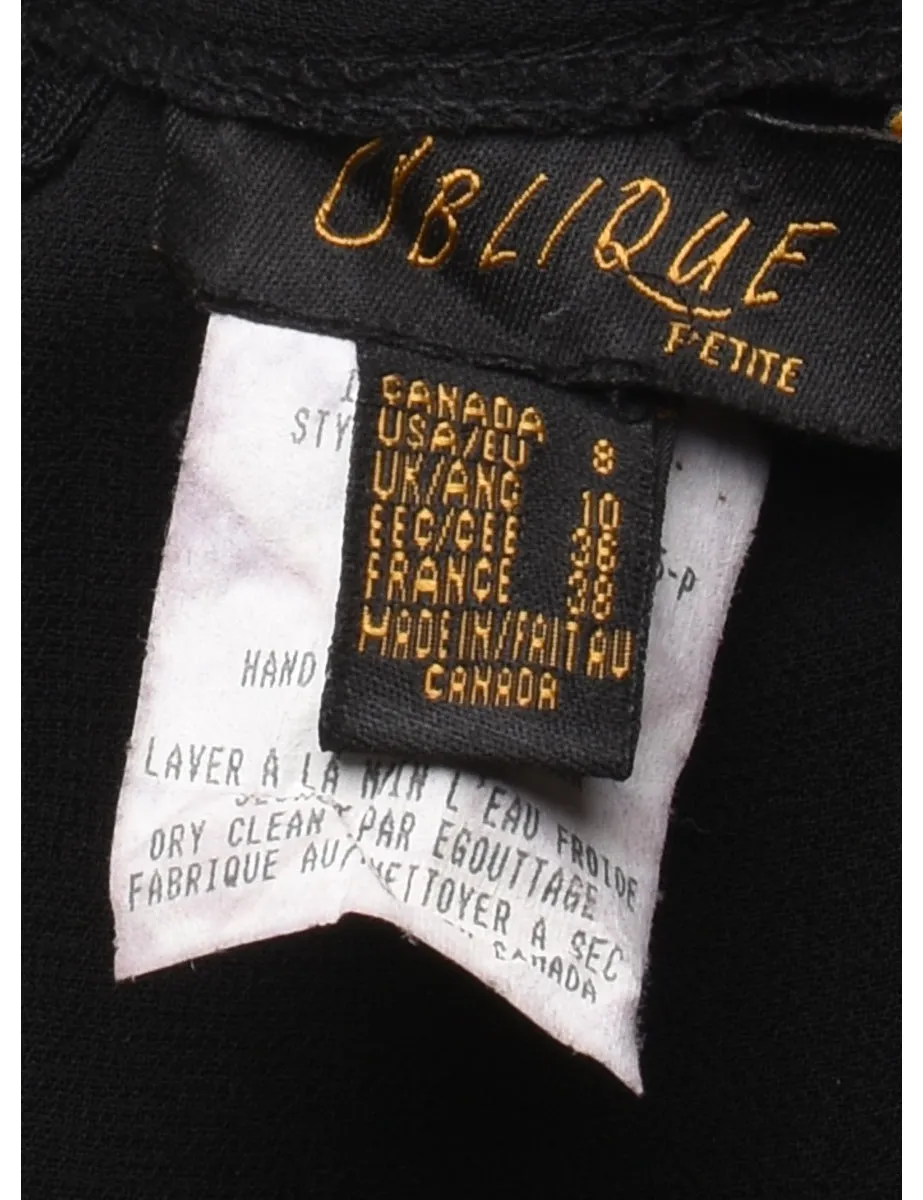 OBLIQUE
PETITE
CANADA
USA/EU 8
UK/ANG 10
EEC/CEE 36
FRANCE 38
MADE IN/FAIT AU
CANADA
STY
-P
HAND
LAVER A LA MAIN L'EAU FROIDE
DRY CLEAN PAR EGOUTTAGE
FABRIQUE AU NETTOYER A SEC
CANADA